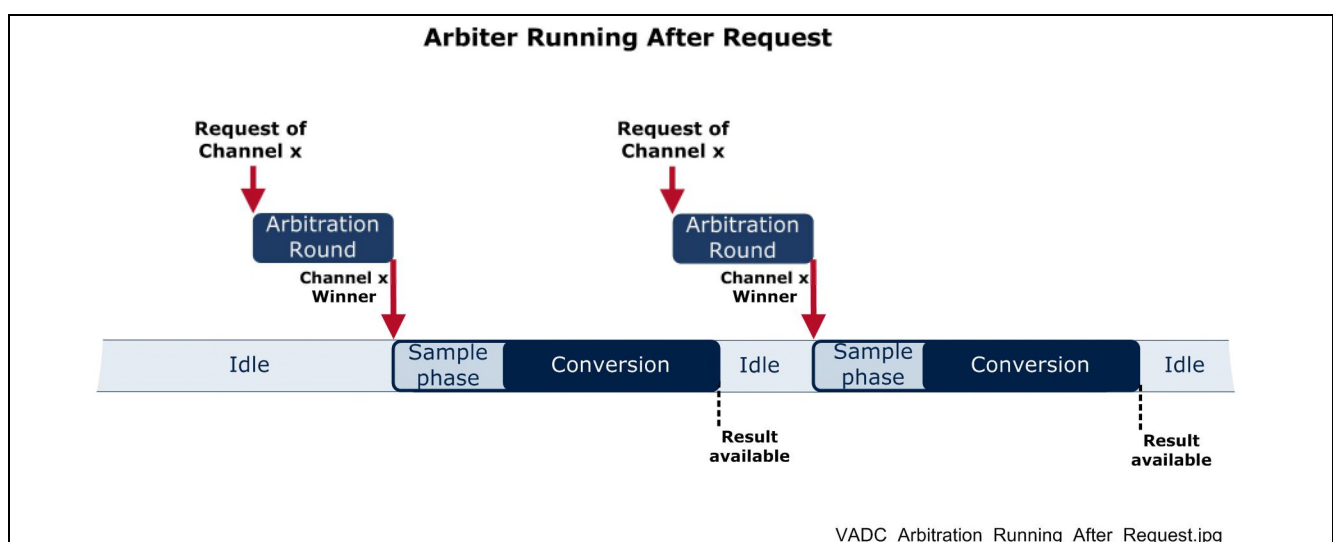 Arbiter Running After Request
Request of
Channel x
Request of
Channel x
Arbitration
Round
Arbitration
Round
Channel x
Winner
Channel x
Winner
Idle
Sample
phase
Conversion
Idle
Sample
phase
Conversion
Idle
Result
available
Result
available
VADC_Arbitration_Running_After_Request.jpg